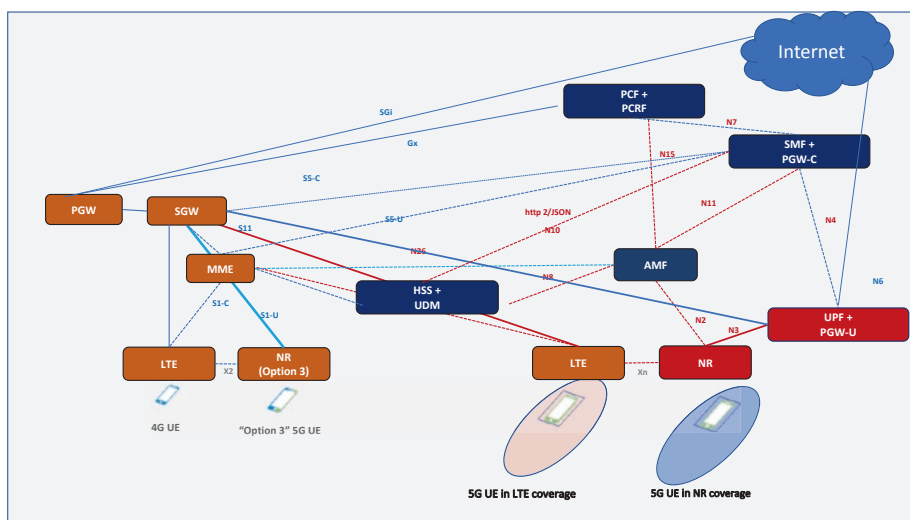 Internet
PCF +
PCRF
SGi
N7
Gx
SMF +
PGW-C
N15
S5-C
PGW
SGW
http 2/JSON
N11
S5-U
N4
S11
N10
N26
MME
AMF
N8
N6
HSS +
UDM
S1-C
S1-U
N2
N3
UPF +
PGW-U
LTE
X2
NR
(Option 3)
LTE
Xn
NR
4G UE
"Option 3" 5G UE
5G UE in LTE coverage
5G UE in NR coverage